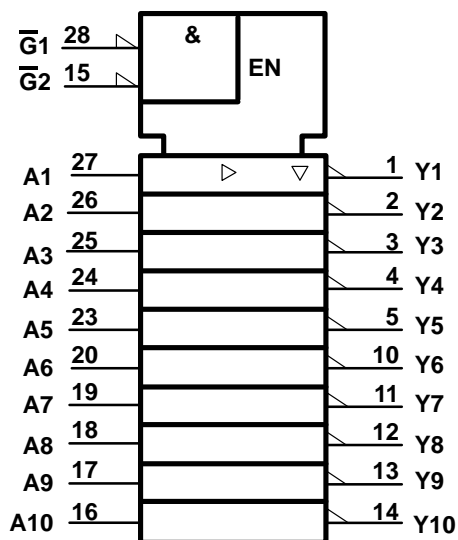 G̅1 28 &
G̅2 15 EN
A1 27 1 Y1
A2 26 2 Y2
A3 25 3 Y3
A4 24 4 Y4
A5 23 5 Y5
A6 20 10 Y6
A7 19 11 Y7
A8 18 12 Y8
A9 17 13 Y9
A10 16 14 Y10